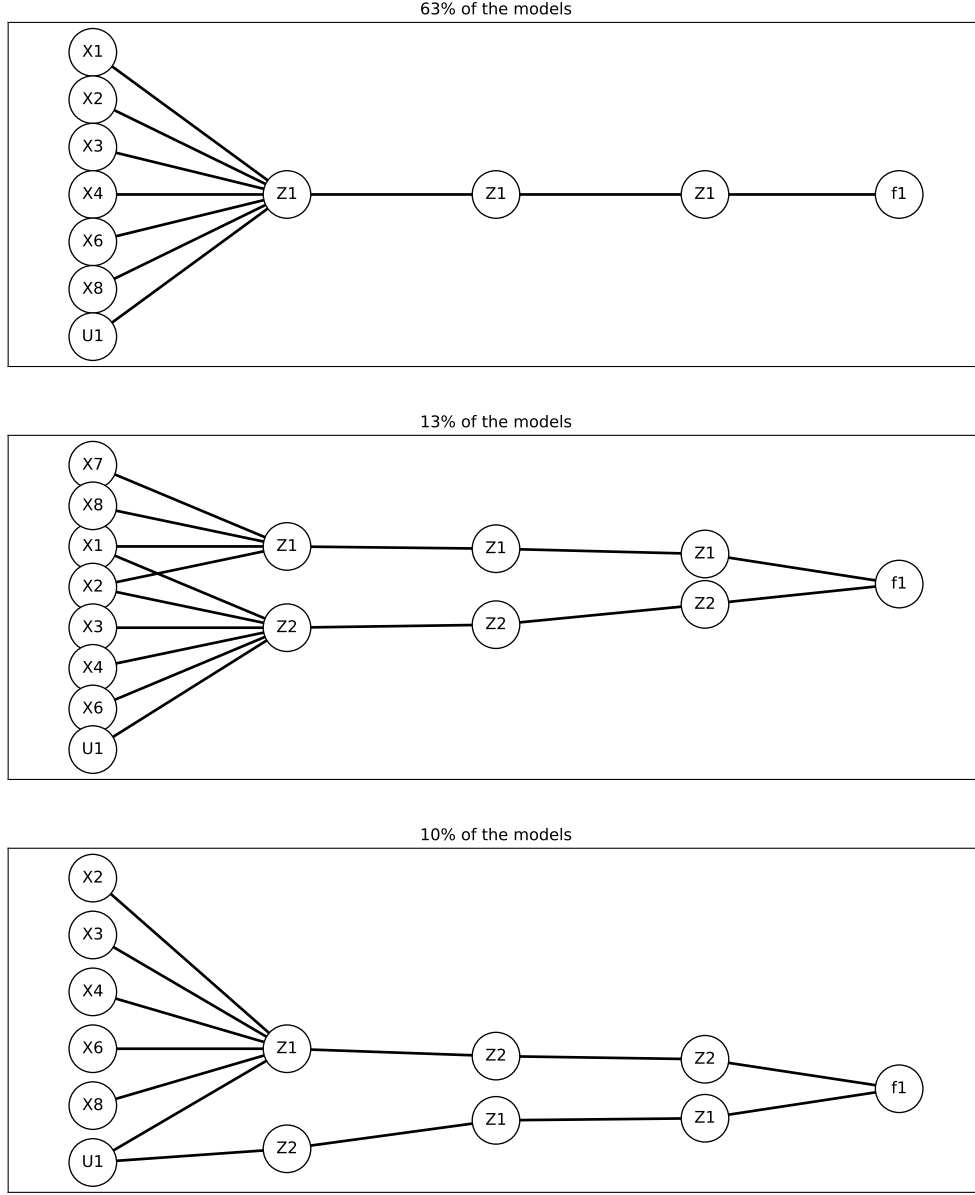 63% of the models
X1
X2
X3
X4
X6
X8
U1
Z1
Z1
Z1
f1
13% of the models
X7
X8
X1
X2
X3
X4
X6
U1
Z1
Z2
Z1
Z2
Z1
Z2
f1
10% of the models
X2
X3
X4
X6
X8
U1
Z1
Z2
Z2
Z1
Z2
Z1
f1